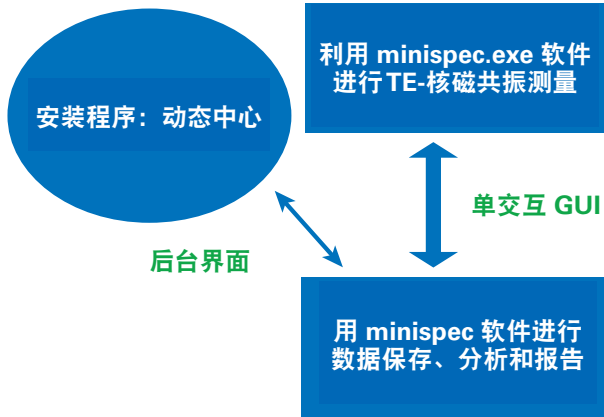 利用 minispec.exe 软件
进行 TE-核磁共振测量
安装程序：动态中心
单交互 GUI
后台界面
用 minispec 软件进行
数据保存、分析和报告